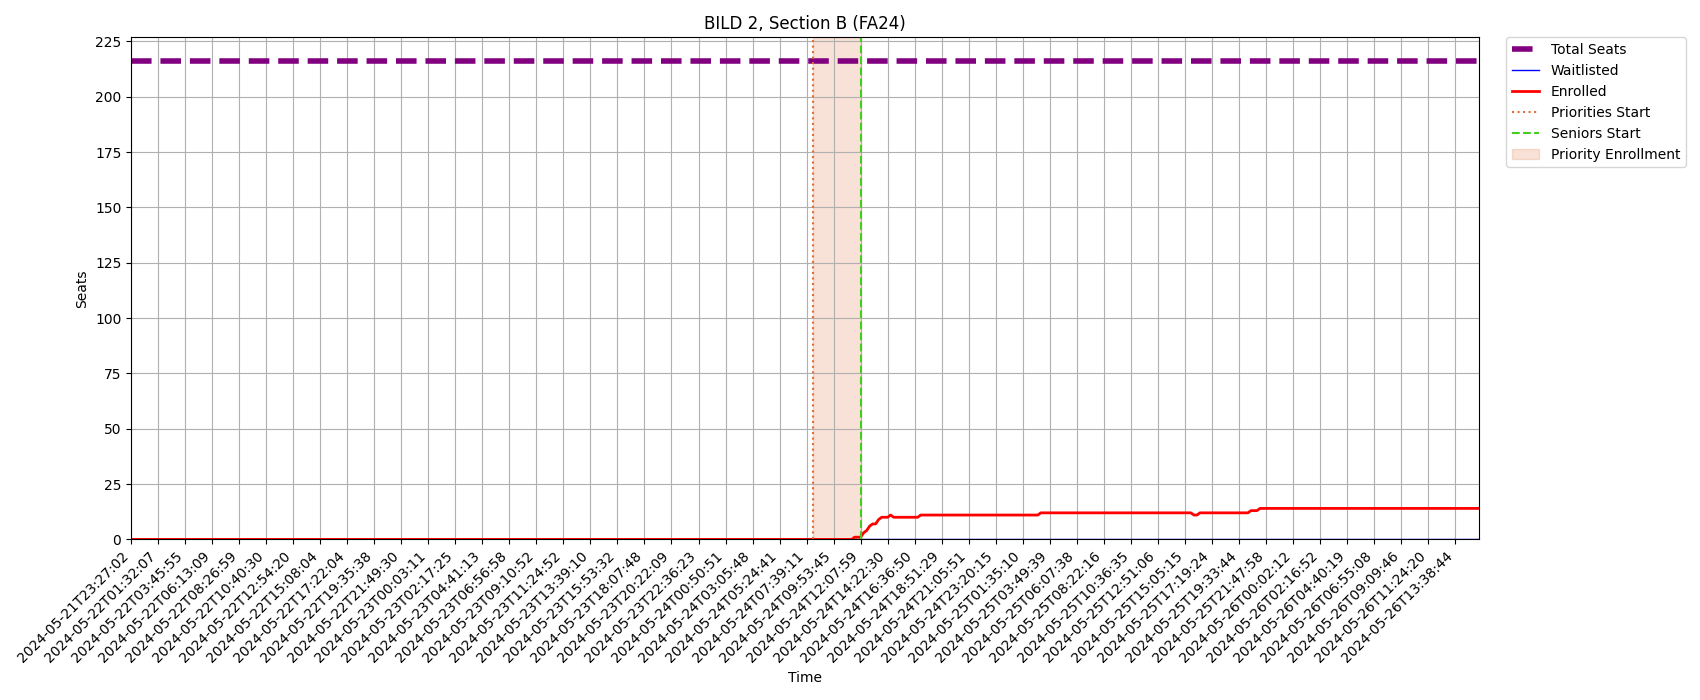 BILD 2, Section B (FA24)
Total Seats
Waitlisted
Enrolled
Priorities Start
Seniors Start
Priority Enrollment
Seats
225
200
175
150
125
100
75
50
25
0
2024-05-21T23:27:02
2024-05-22T01:32:07
2024-05-22T03:45:55
2024-05-22T06:13:09
2024-05-22T08:26:59
2024-05-22T10:40:30
2024-05-22T12:54:20
2024-05-22T15:08:04
2024-05-22T17:22:04
2024-05-22T19:35:38
2024-05-22T21:49:30
2024-05-23T00:03:11
2024-05-23T02:17:25
2024-05-23T04:41:13
2024-05-23T06:56:58
2024-05-23T09:10:52
2024-05-23T11:24:52
2024-05-23T13:39:10
2024-05-23T15:53:32
2024-05-23T18:07:48
2024-05-23T20:22:09
2024-05-23T22:36:23
2024-05-24T00:50:51
2024-05-24T03:05:48
2024-05-24T05:24:41
2024-05-24T07:39:11
2024-05-24T09:53:45
2024-05-24T12:07:59
2024-05-24T14:22:30
2024-05-24T16:36:50
2024-05-24T18:51:29
2024-05-24T21:05:51
2024-05-24T23:20:15
2024-05-25T01:35:10
2024-05-25T03:49:39
2024-05-25T06:07:38
2024-05-25T08:22:16
2024-05-25T10:36:35
2024-05-25T12:51:06
2024-05-25T15:05:15
2024-05-25T17:19:24
2024-05-25T19:33:44
2024-05-25T21:47:58
2024-05-26T00:02:12
2024-05-26T02:16:52
2024-05-26T04:40:19
2024-05-26T06:55:08
2024-05-26T09:09:46
2024-05-26T11:24:20
2024-05-26T13:38:44
Time